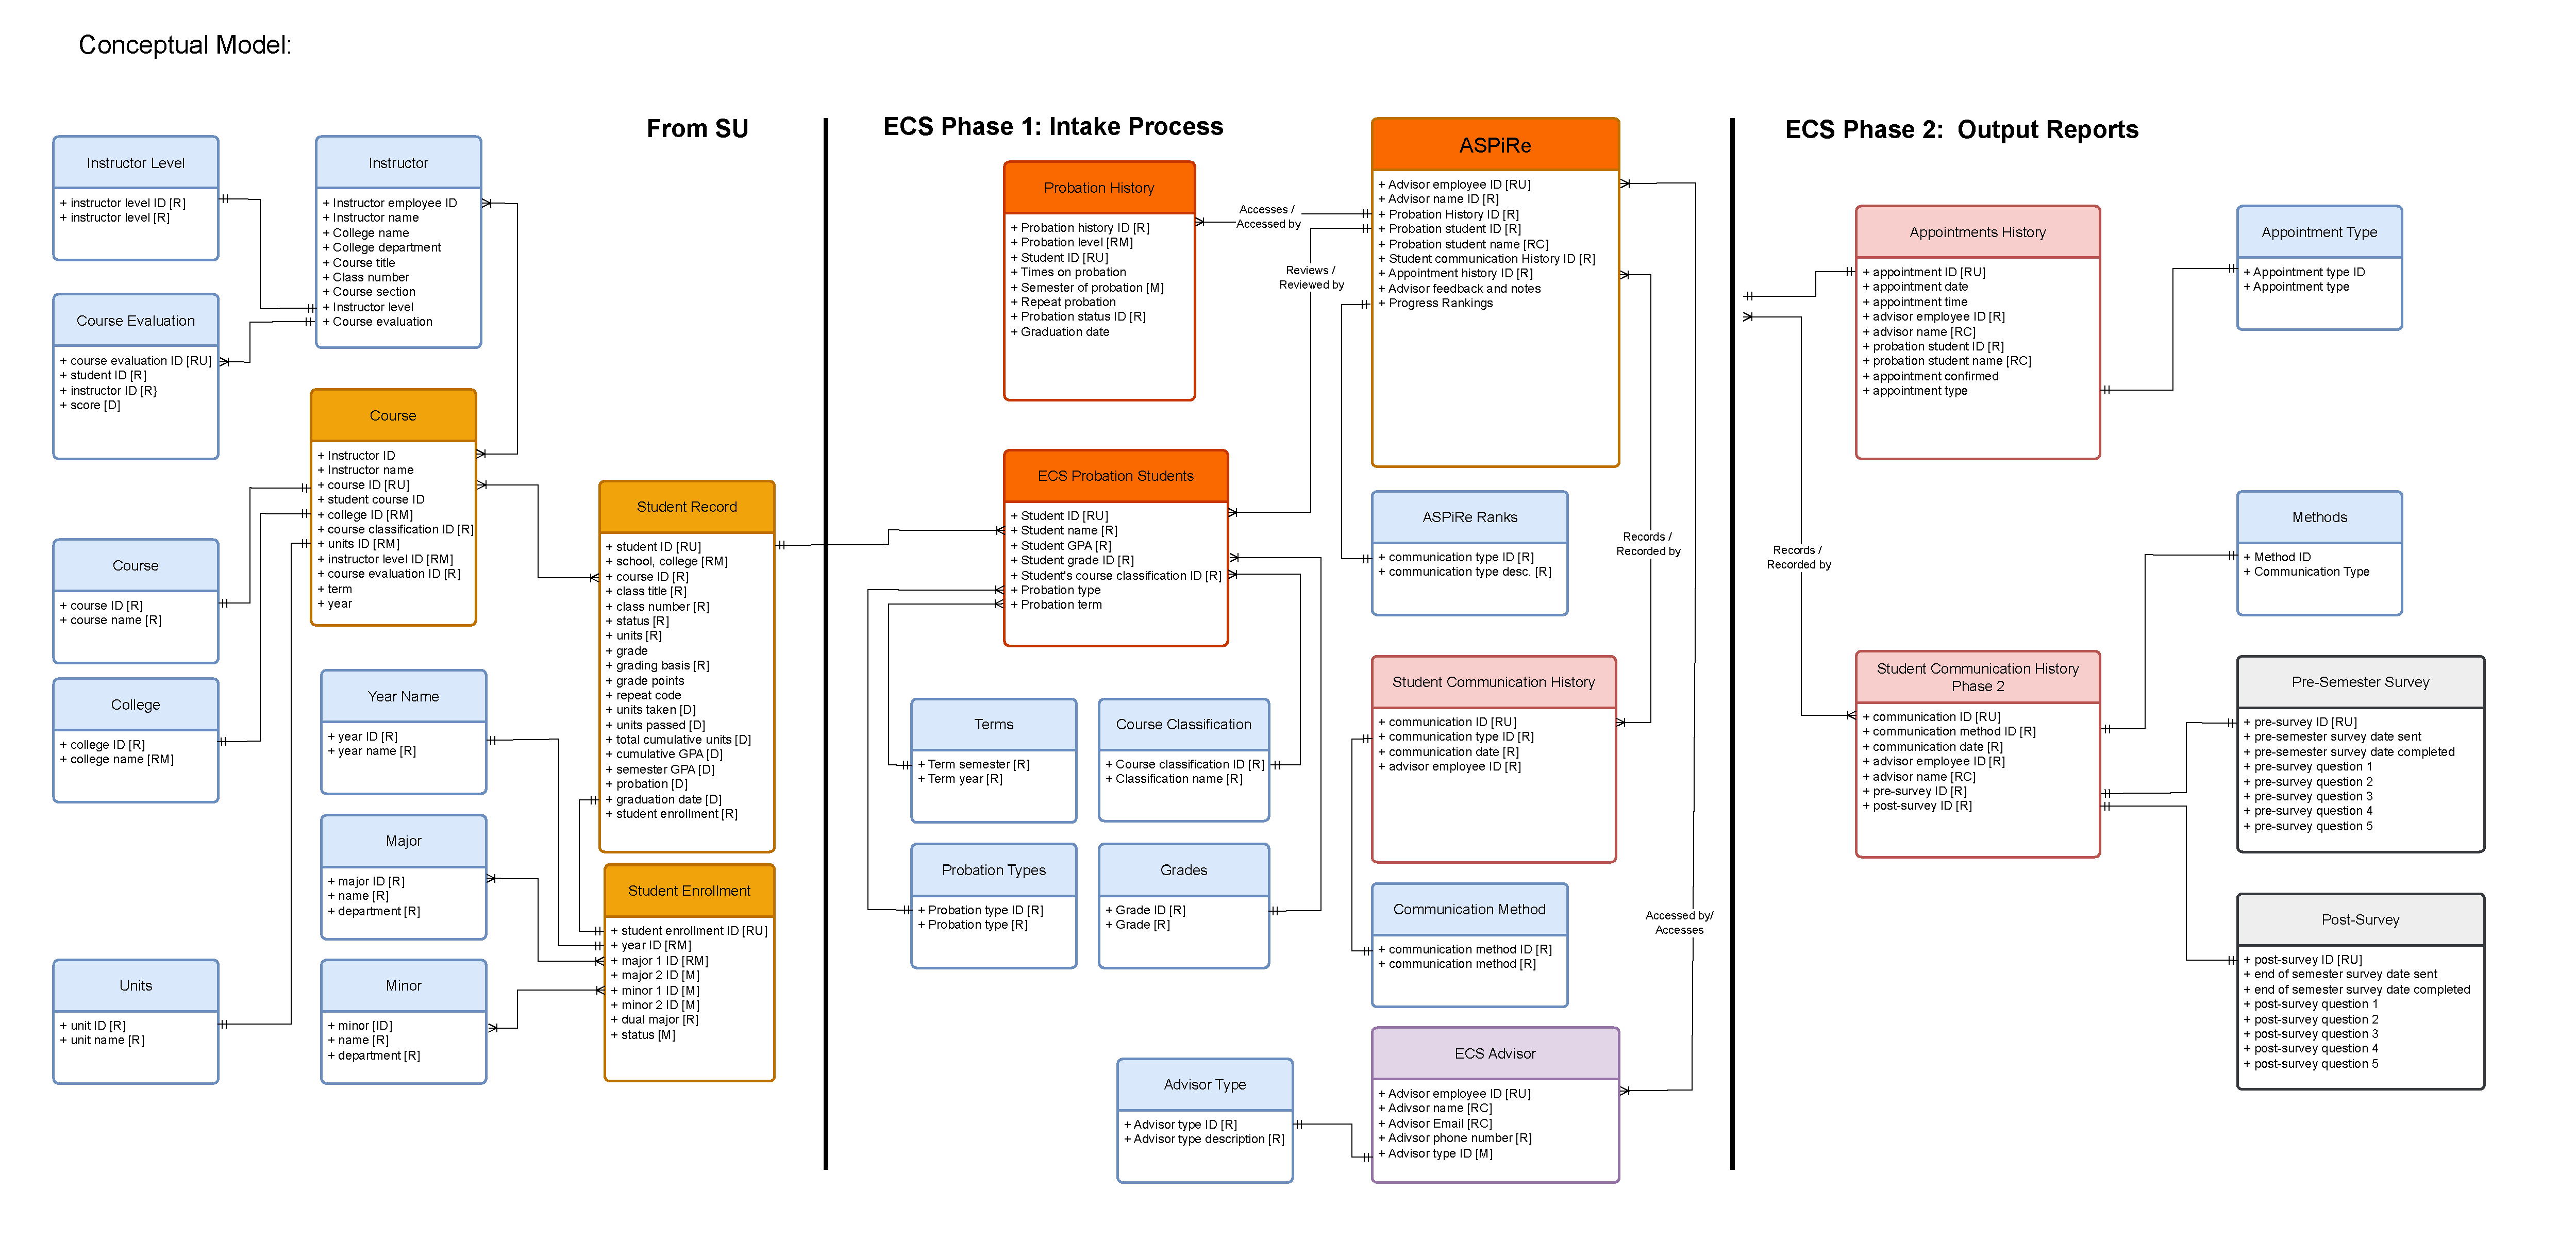 Conceptual Model:
From SU
Instructor Level
+ instructor level ID [R]
+ instructor level [R]
Instructor
+ Instructor employee ID
+ Instructor name
+ College name
+ College department
+ Course title
+ Class number
+ Course section
+ Instructor level
+ Course evaluation
Course Evaluation
+ course evaluation ID [RU]
+ student ID [R]
+ instructor ID [R}
+ score [D]
Course
+ Instructor ID
+ Instructor name
+ course ID [RU]
+ student course ID
+ college ID [RM]
+ course classification ID [R]
+ units ID [RM]
+ instructor level ID [RM]
+ course evaluation ID [R]
+ term
+ year
Course
+ course ID [R]
+ course name [R]
College
+ college ID [R]
+ college name [RM]
Units
+ unit ID [R]
+ unit name [R]
Year Name
+ year ID [R]
+ year name [R]
Major
+ major ID [R]
+ name [R]
+ department [R]
Minor
+ minor [ID]
+ name [R]
+ department [R]
Student Record
+ student ID [RU]
+ school, college [RM]
+ course ID [R]
+ class title [R]
+ class number [R]
+ status [R]
+ units [R]
+ grade
+ grading basis [R]
+ grade points
+ repeat code
+ units taken [D]
+ units passed [D]
+ total cumulative units [D]
+ cumulative GPA [D]
+ semester GPA [D]
+ probation [D]
+ graduation date [D]
+ student enrollment [R]
Student Enrollment
+ student enrollment ID [RU]
+ year ID [RM]
+ major 1 ID [RM]
+ major 2 ID [M]
+ minor 1 ID [M]
+ minor 2 ID [M]
+ dual major [R]
+ status [M]
ECS Phase 1: Intake Process
Probation History
+ Probation history ID [R]
+ Probation level [RM]
+ Student ID [RU]
+ Times on probation
+ Semester of probation [M]
+ Repeat probation
+ Probation status ID [R]
+ Graduation date
Accesses /
Accessed by
Reviews /
Reviewed by
ASPiRe
+ Advisor employee ID [RU]
+ Advisor name ID [R]
+ Probation History ID [R]
+ Probation student ID [R]
+ Probation student name [RC]
+ Student communication History ID [R]
+ Appointment history ID [R]
+ Advisor feedback and notes
+ Progress Rankings
ECS Probation Students
+ Student ID [RU]
+ Student name [R]
+ Student GPA [R]
+ Student grade ID [R]
+ Student's course classification ID [R]
+ Probation type
+ Probation term
ASPiRe Ranks
+ communication type ID [R]
+ communication type desc. [R]
Records /
Recorded by
Terms
+ Term semester [R]
+ Term year [R]
Course Classification
+ Course classification ID [R]
+ Classification name [R]
Probation Types
+ Probation type ID [R]
+ Probation type [R]
Grades
+ Grade ID [R]
+ Grade [R]
Student Communication History
+ communication ID [RU]
+ communication type ID [R]
+ communication date [R]
+ advisor employee ID [R]
Communication Method
+ communication method ID [R]
+ communication method [R]
Accessed by/
Accesses
Advisor Type
+ Advisor type ID [R]
+ Advisor type description [R]
ECS Advisor
+ Advisor employee ID [RU]
+ Advisor name [RC]
+ Advisor Email [RC]
+ Adivsor phone number [R]
+ Advisor type ID [M]
ECS Phase 2: Output Reports
Appointments History
+ appointment ID [RU]
+ appointment date
+ appointment time
+ advisor employee ID [R]
+ advisor name [RC]
+ probation student ID [R]
+ probation student name [RC]
+ appointment confirmed
+ appointment type
Appointment Type
+ Appointment type ID
+ Appointment type
Records /
Recorded by
Methods
+ Method ID
+ Communication Type
Student Communication History
Phase 2
+ communication ID [RU]
+ communication method ID [R]
+ communication date [R]
+ advisor employee ID [R]
+ advisor name [RC]
+ pre-survey ID [R]
+ post-survey ID [R]
Pre-Semester Survey
+ pre-survey ID [RU]
+ pre-semester survey date sent
+ pre-semester survey date completed
+ pre-survey question 1
+ pre-survey question 2
+ pre-survey question 3
+ pre-survey question 4
+ pre-survey question 5
Post-Survey
+ post-survey ID [RU]
+ end of semester survey date sent
+ end of semester survey date completed
+ post-survey question 1
+ post-survey question 2
+ post-survey question 3
+ post-survey question 4
+ post-survey question 5